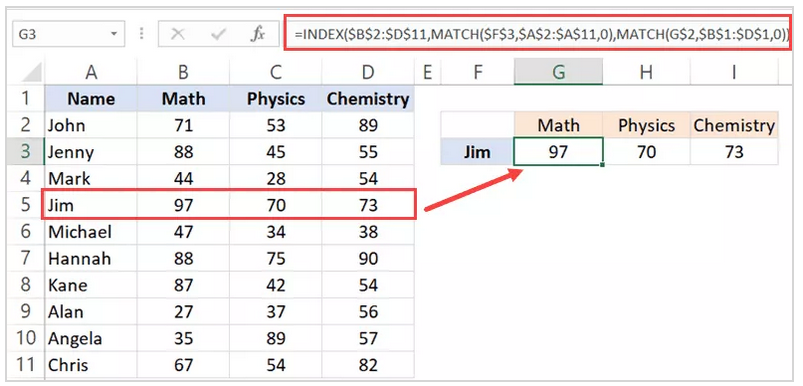 G3 fx =INDEX($B$2:$D$11,MATCH($F$3,$A$2:$A$11,0),MATCH(G$2,$B$1:$D$1,0))
A B C D E F G H I
1 Name Math Physics Chemistry
2 John 71 53 89 Math Physics Chemistry
3 Jenny 88 45 55 Jim 97 70 73
4 Mark 44 28 54
5 Jim 97 70 73
6 Michael 47 34 38
7 Hannah 88 75 90
8 Kane 87 42 54
9 Alan 27 37 56
10 Angela 35 89 57
11 Chris 67 54 82